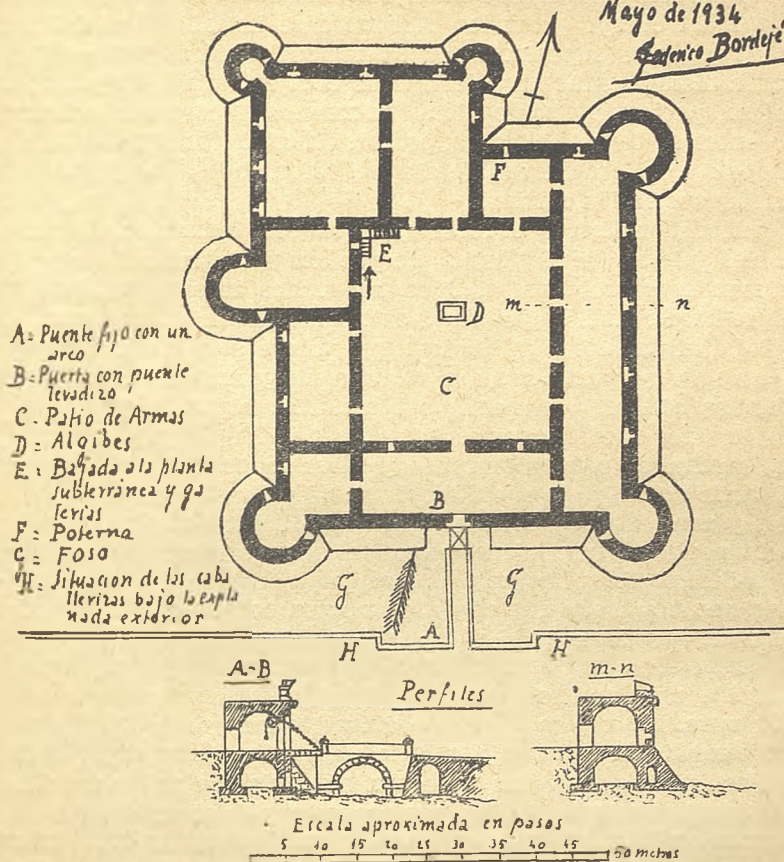 Mayo de 1934
Federico Bordejé
F
E
m n
D
C
A= Puente fijo con un
arco
B= Puerta con puente
levadizo
C. Patio de Armas
D= Algibes
E= Bajada a la planta
subterránea y ga
lerías
F= Poterna
G= Foso
H= Situacion de las caba
llerizas bajo la expla
nada exterior
B
G G
A
H H
A-B
m-n
Perfiles
Escala aproximada en pasos
5 10 15 20 25 30 35 40 45 50 metros